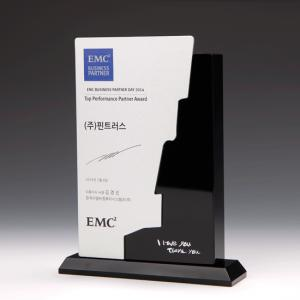 EMC²
BUSINESS
PARTNER
EMC BUSINESS PARTNER DAY 2014
Top Performance Partner Award
(주)핀트러스
EMC²
I love you
thank you